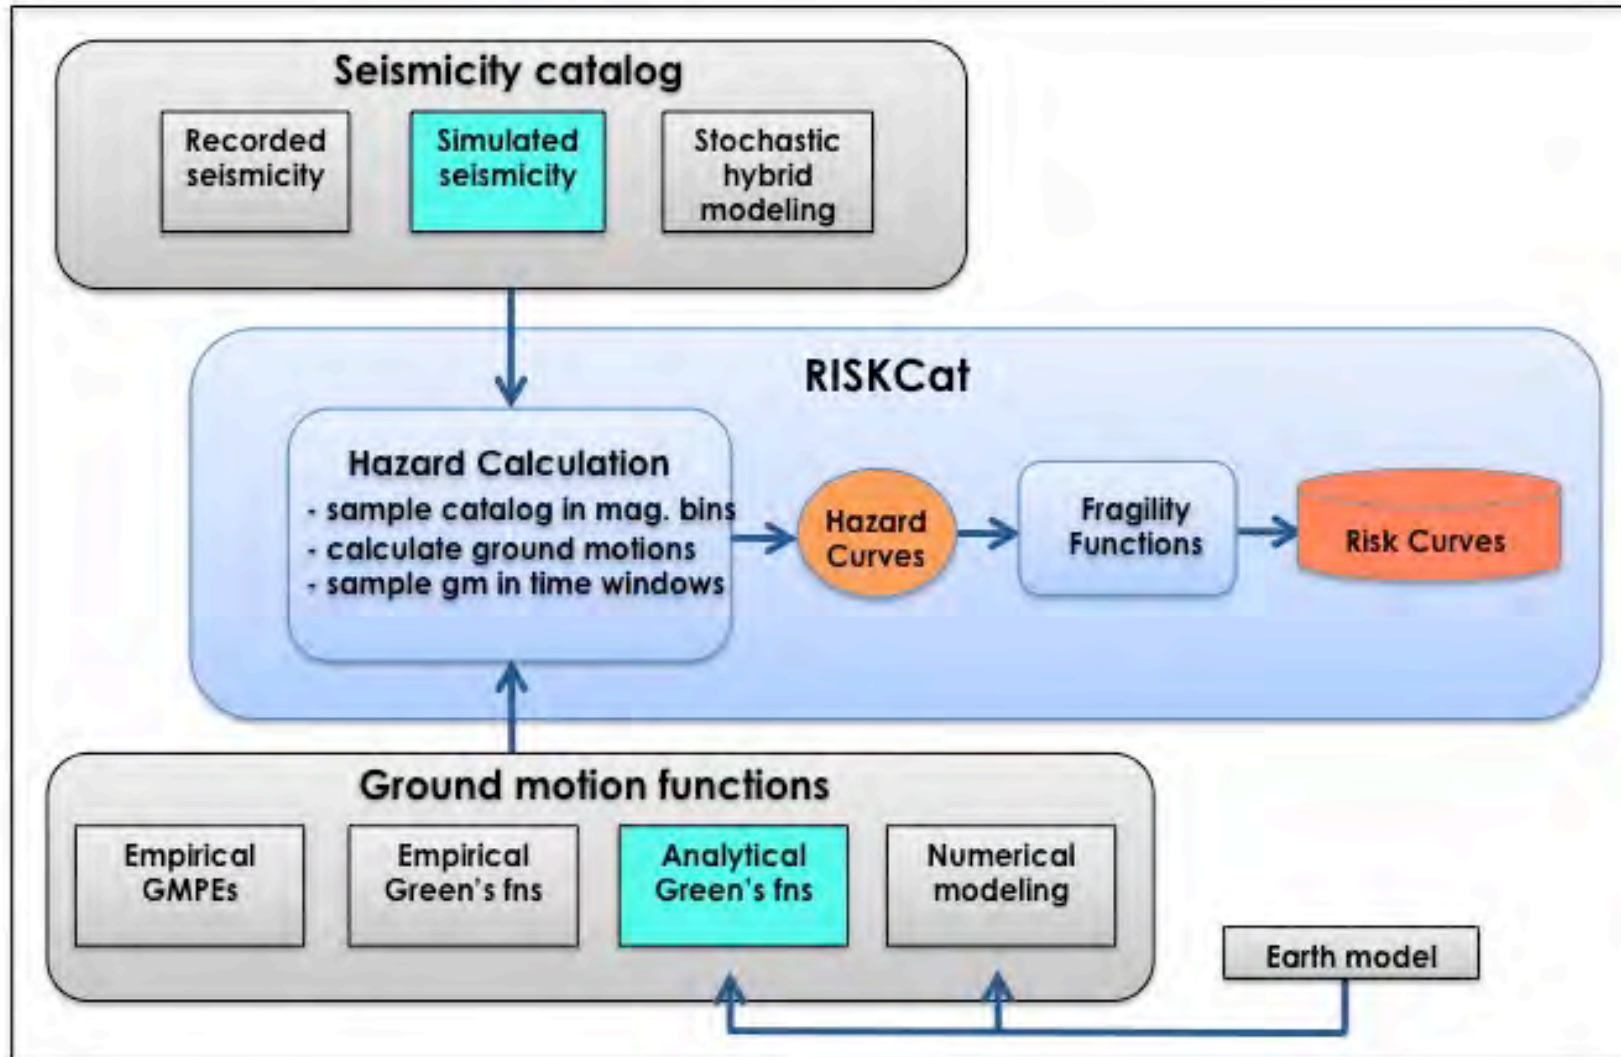 Seismicity catalog
Recorded
seismicity
Simulated
seismicity
Stochastic
hybrid
modeling
RISKCat
Hazard Calculation
- sample catalog in mag. bins
- calculate ground motions
- sample gm in time windows
Hazard
Curves
Fragility
Functions
Risk Curves
Ground motion functions
Empirical
GMPEs
Empirical
Green's fns
Analytical
Green's fns
Numerical
modeling
Earth model